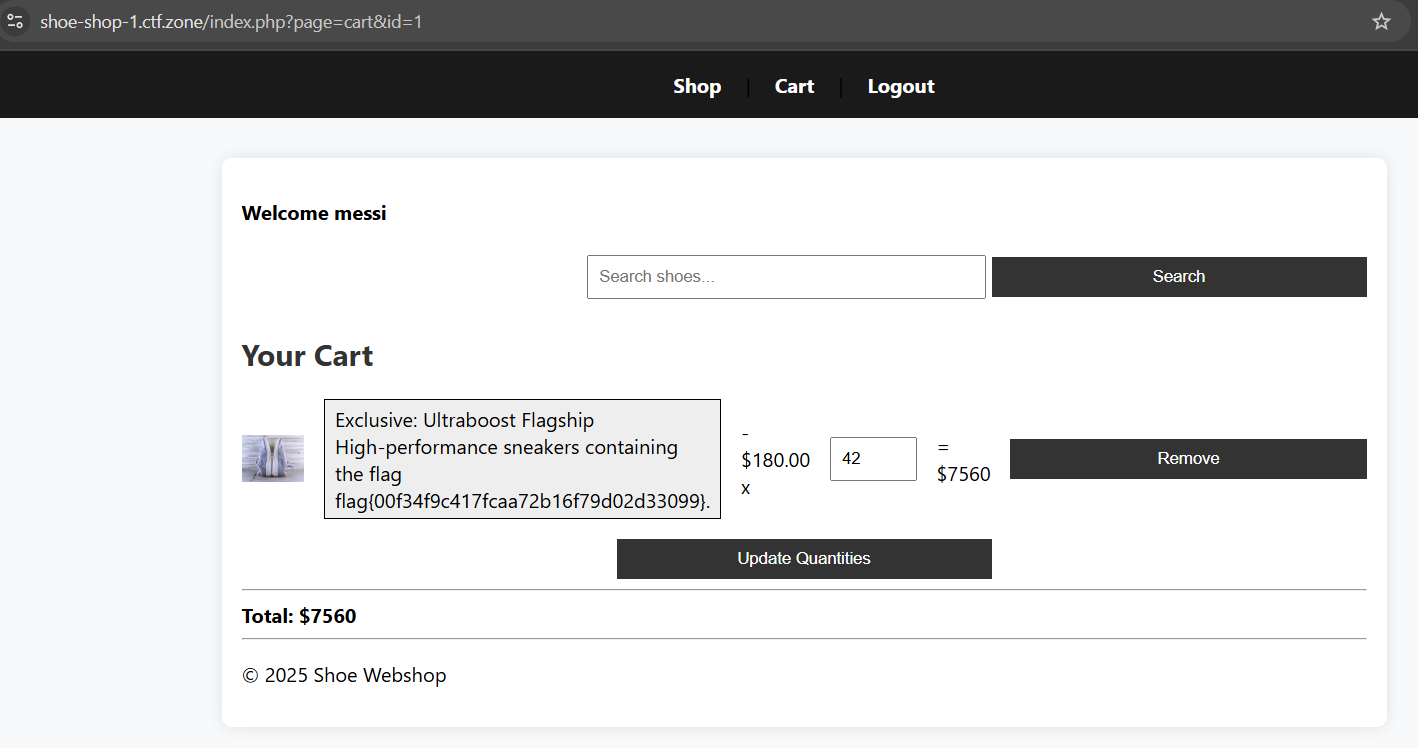 shoe-shop-1.ctf.zone/index.php?page=cart&id=1
Shop | Cart | Logout
Welcome messi
Search shoes... Search
Your Cart
Exclusive: Ultraboost Flagship
High-performance sneakers containing
the flag
flag{00f34f9c417fcaa72b16f79d02d33099}.
-
$180.00
x
42
=
$7560
Remove
Update Quantities
Total: $7560
© 2025 Shoe Webshop